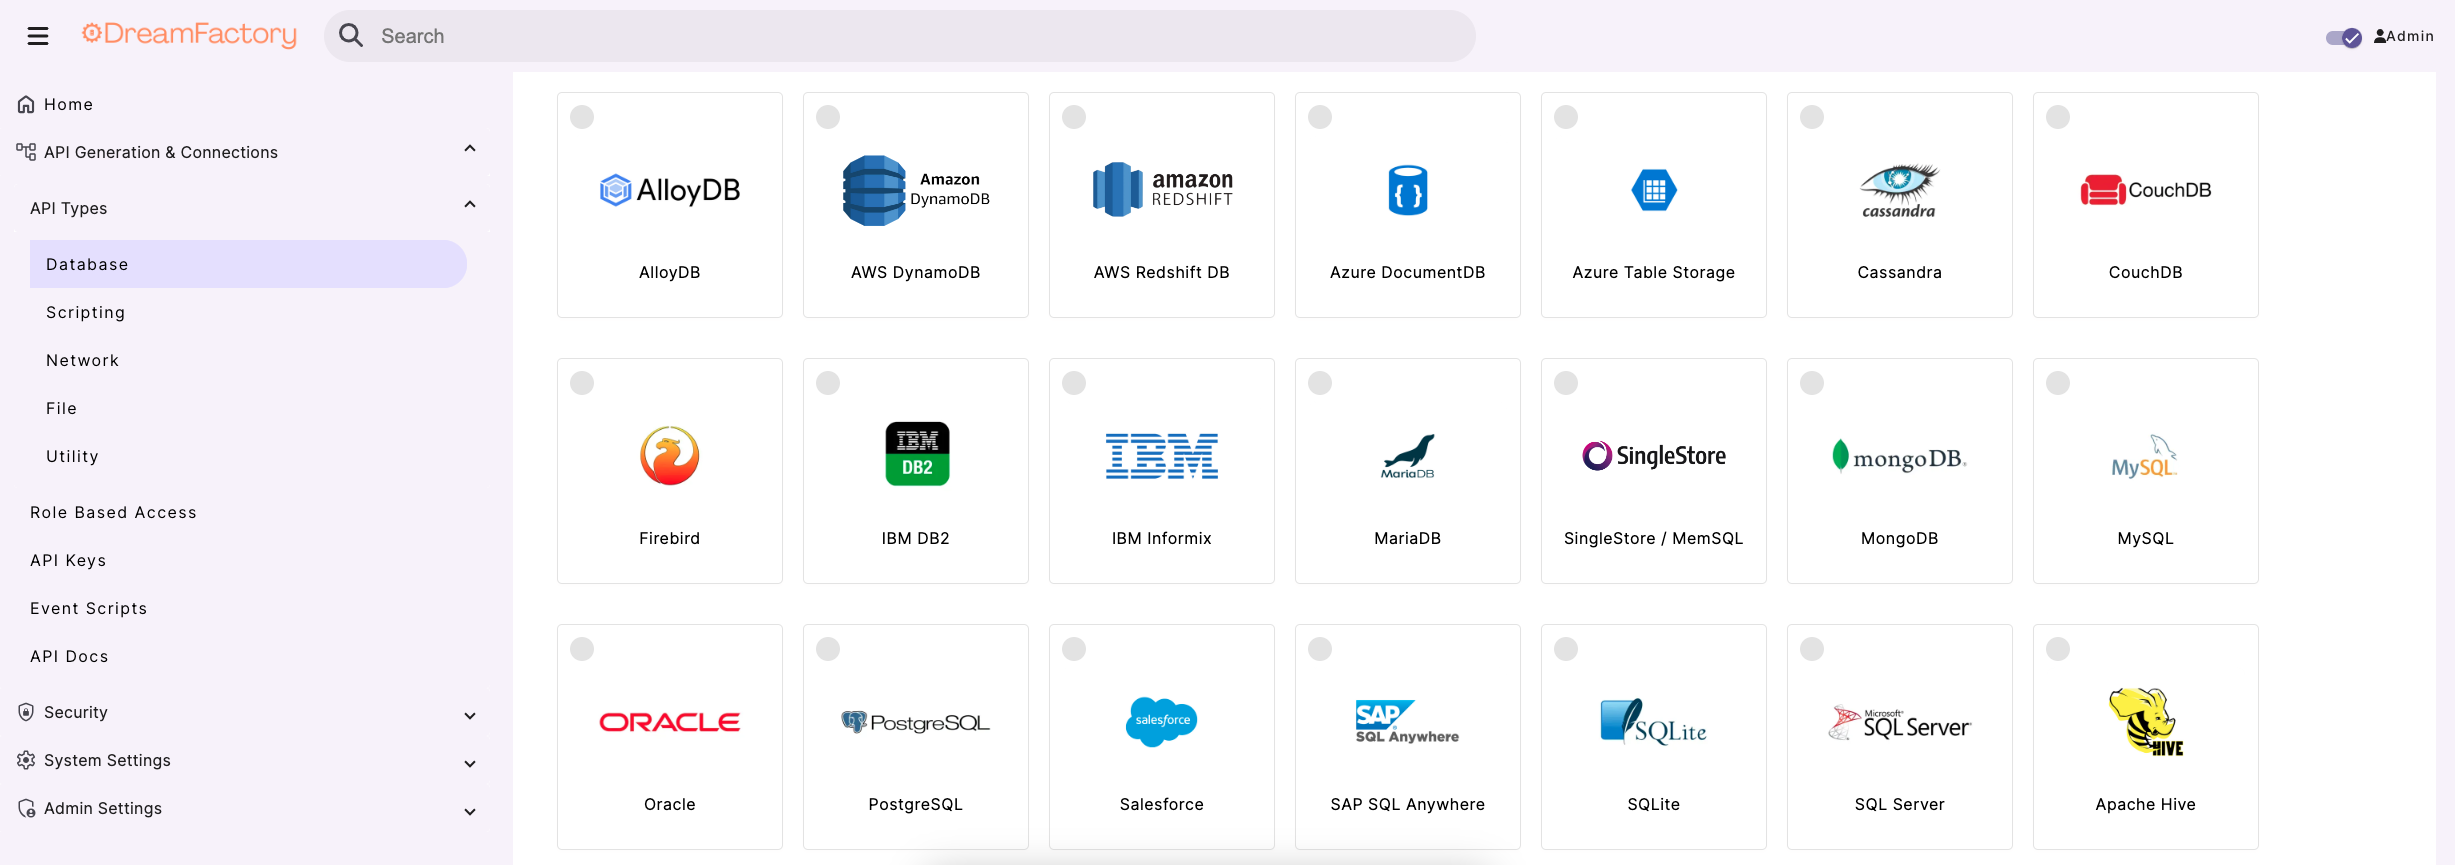 DreamFactory
Search
Admin
Home
API Generation & Connections
API Types
Database
Scripting
Network
File
Utility
Role Based Access
API Keys
Event Scripts
API Docs
Security
System Settings
Admin Settings
AlloyDB
AlloyDB
Amazon
DynamoDB
AWS DynamoDB
amazon
REDSHIFT
AWS Redshift DB
{ }
Azure DocumentDB
Azure Table Storage
cassandra
Cassandra
CouchDB
CouchDB
Firebird
IBM
DB2
IBM DB2
IBM
IBM Informix
MariaDB
MariaDB
SingleStore
SingleStore / MemSQL
mongoDB®
MongoDB
MySQL™
MySQL
ORACLE
Oracle
PostgreSQL
PostgreSQL
salesforce
Salesforce
SAP
SQL Anywhere
SAP SQL Anywhere
SQLite
SQLite
Microsoft®
SQL Server®
SQL Server
HIVE
Apache Hive